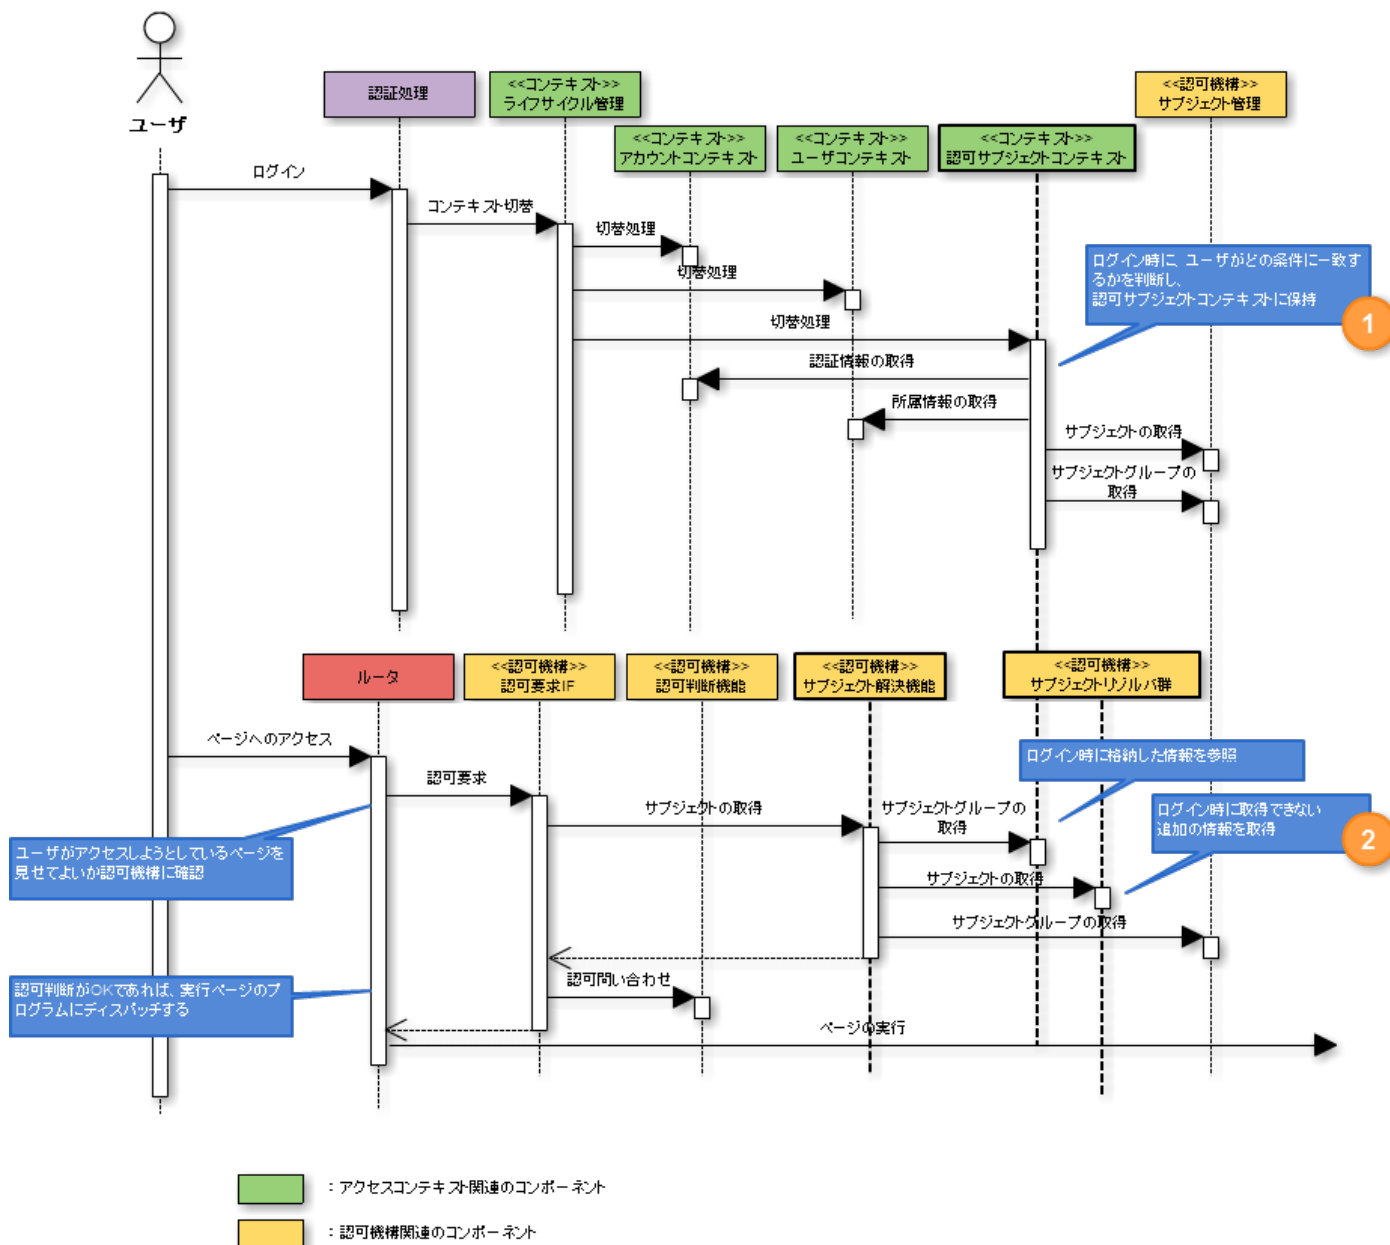 ユーザ
認証処理
<<コンテキスト>>
ライフサイクル管理
<<認可機構>>
サブジェクト管理
<<コンテキスト>>
アカウントコンテキスト
<<コンテキスト>>
ユーザコンテキスト
<<コンテキスト>>
認可サブジェクトコンテキスト
ログイン
コンテキスト切替
切替処理
切替処理
切替処理
ログイン時に、ユーザがどの条件に一致す
るかを判断し、
認可サブジェクトコンテキストに保持
1
認証情報の取得
所属情報の取得
サブジェクトの取得
サブジェクトグループの
取得
ルータ
<<認可機構>>
認可要求IF
<<認可機構>>
認可判断機能
<<認可機構>>
サブジェクト解決機能
<<認可機構>>
サブジェクトリゾルバ群
ページへのアクセス
認可要求
ログイン時に格納した情報を参照
サブジェクトの取得
サブジェクトグループの
取得
ログイン時に取得できない
追加の情報を取得
2
ユーザがアクセスしようとしているページを
見せてよいか認可機構に確認
サブジェクトの取得
サブジェクトグループの取得
認可問い合わせ
認可判断がOKであれば、実行ページのプ
ログラムにディスパッチする
ページの実行
：アクセスコンテキスト関連のコンポーネント
：認可機構関連のコンポーネント